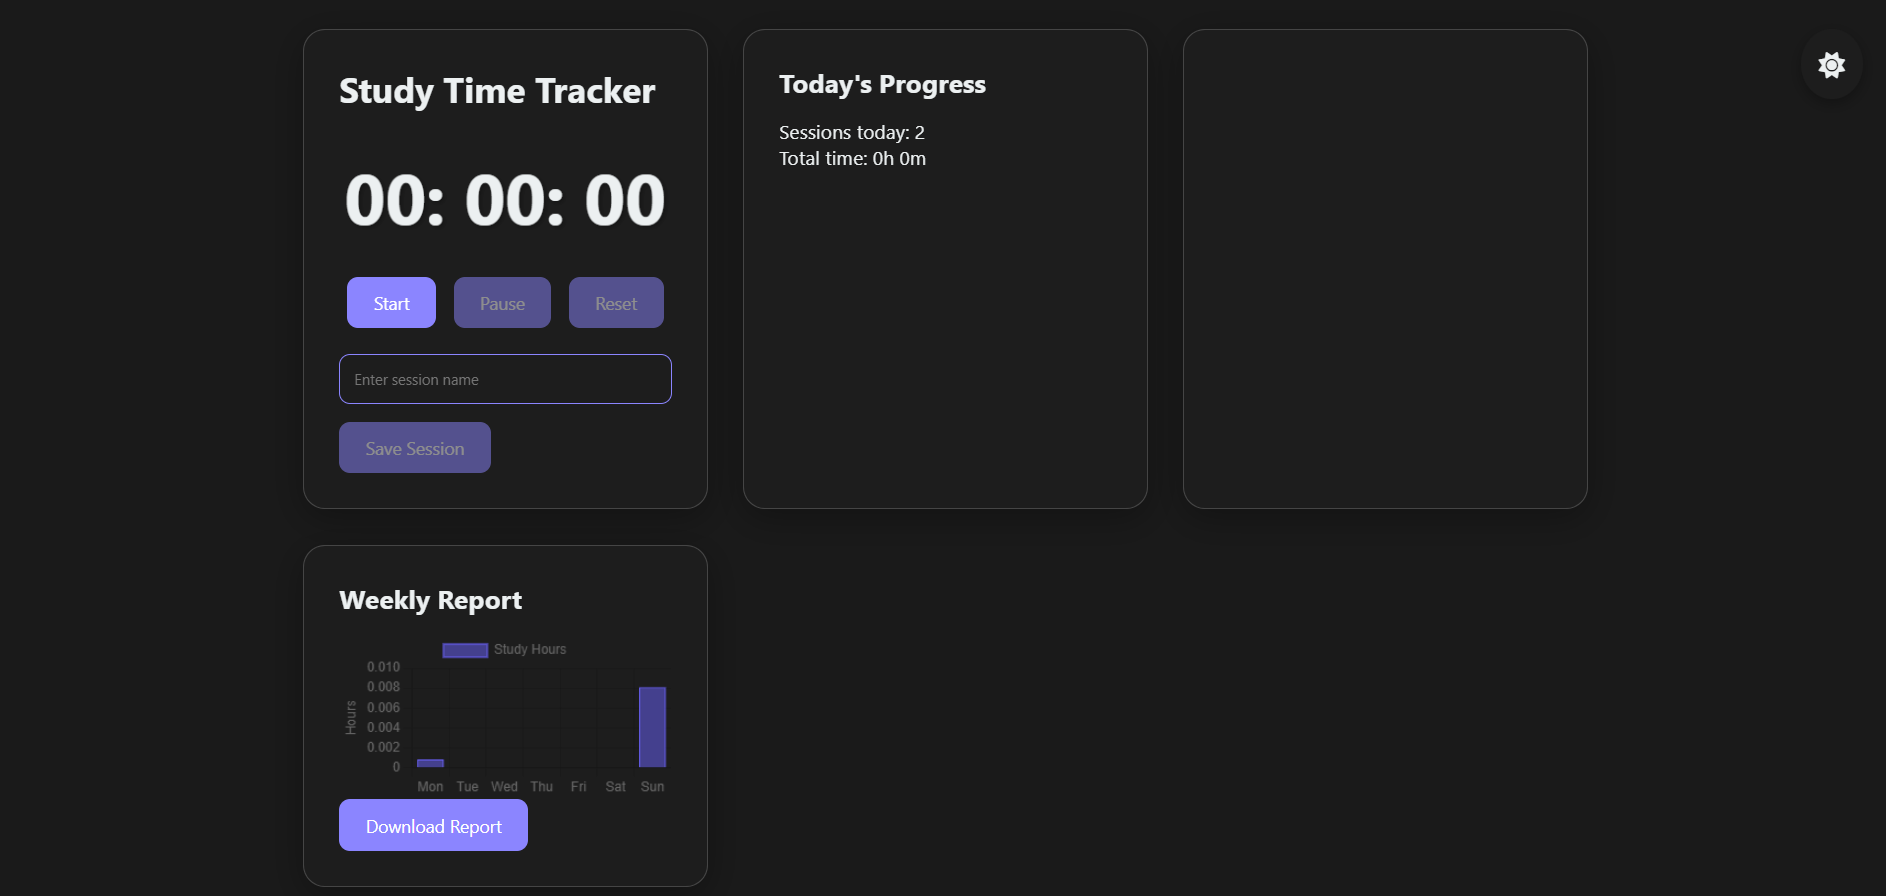 Study Time Tracker
00: 00: 00
Start Pause Reset
Enter session name
Save Session
Today's Progress
Sessions today: 2
Total time: 0h 0m
Weekly Report
Study Hours
0.010
0.008
0.006
0.004
0.002
0
Hours
Mon Tue Wed Thu Fri Sat Sun
Download Report